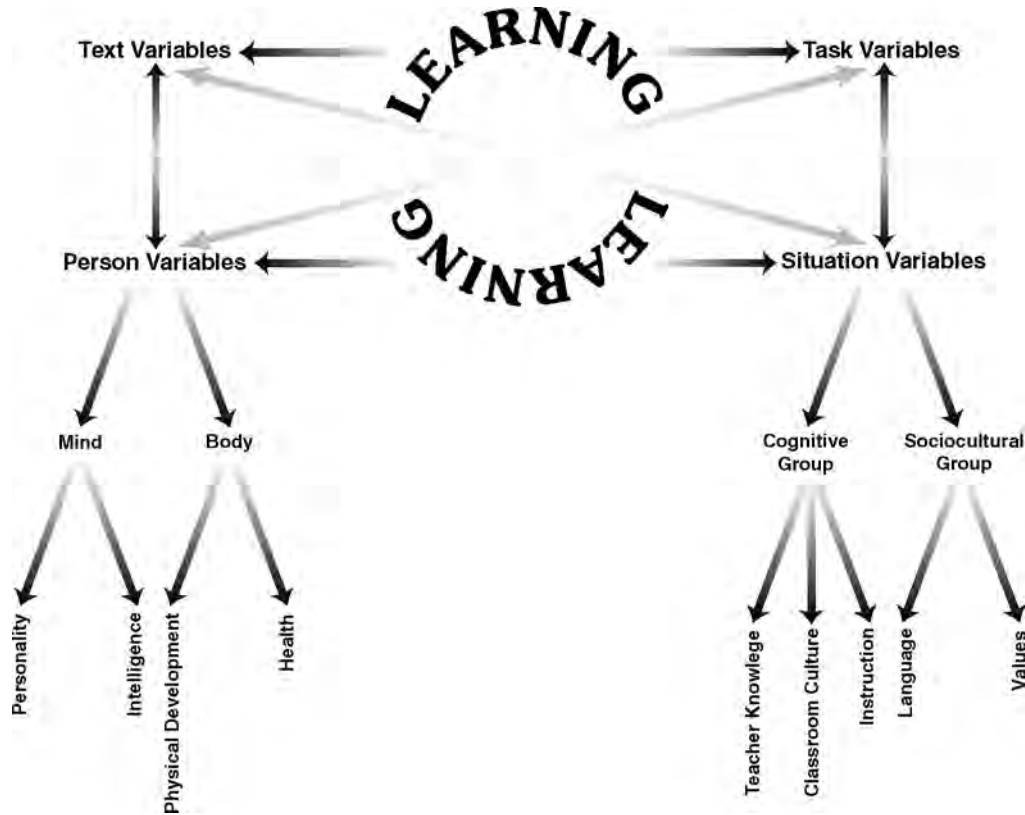 LEARNING
Text Variables
Task Variables
LEARNING
Person Variables
Situation Variables
Mind
Body
Cognitive
Group
Sociocultural
Group
Personality
Intelligence
Physical Development
Health
Teacher Knowlege
Classroom Culture
Instruction
Language
Values